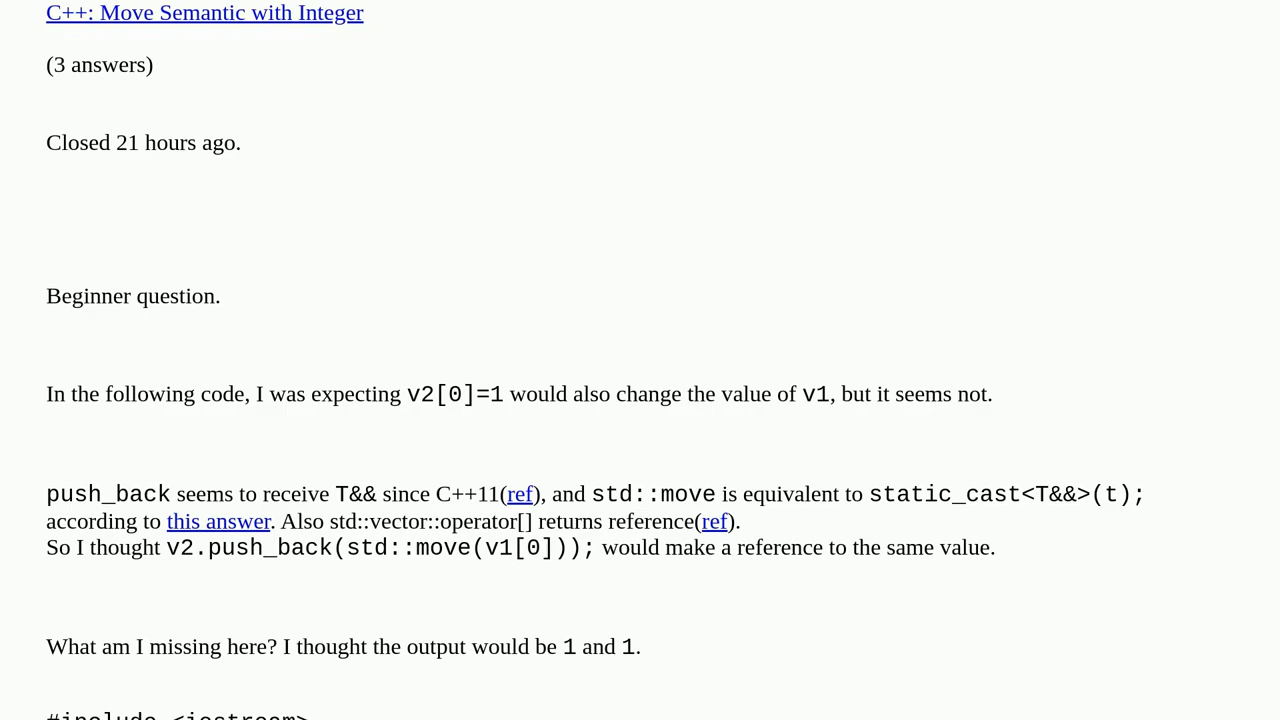 C++: Move Semantic with Integer
(3 answers)
Closed 21 hours ago.
Beginner question.
In the following code, I was expecting v2[0]=1 would also change the value of v1, but it seems not.
push_back seems to receive T&& since C++11(ref), and std::move is equivalent to static_cast<T&&>(t);
according to this answer. Also std::vector::operator[] returns reference(ref).
So I thought v2.push_back(std::move(v1[0])); would make a reference to the same value.
What am I missing here? I thought the output would be 1 and 1.
#include <iostream>